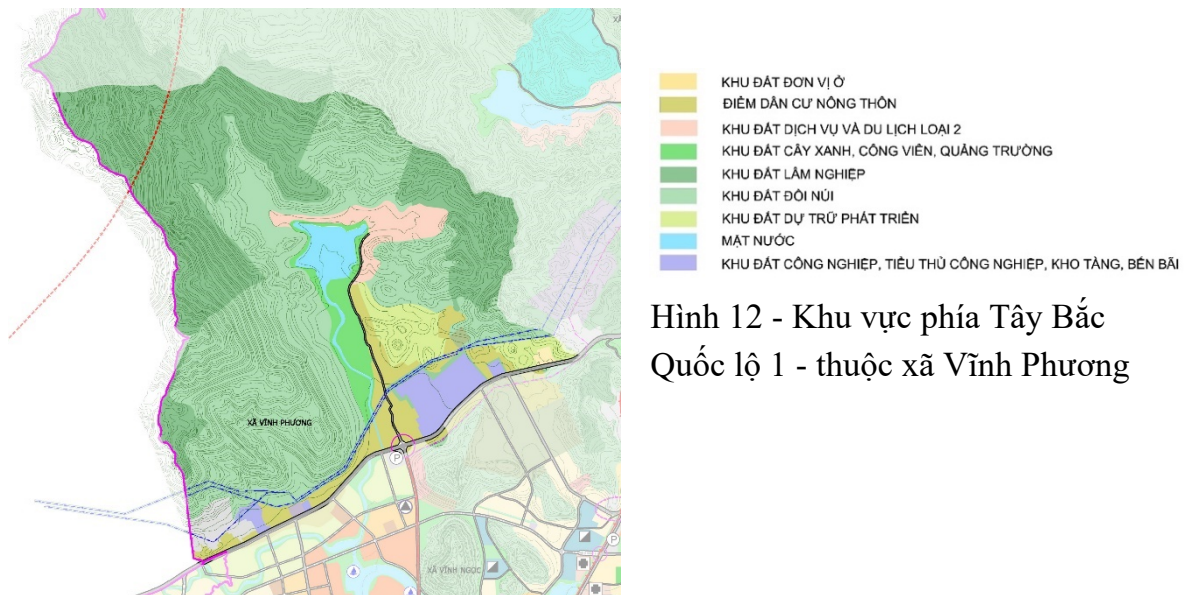 XÃ VĨNH PHƯƠNG
P
XÃ VĨNH NGỌC
P
KHU ĐẤT ĐƠN VỊ Ở
ĐIỂM DÂN CƯ NÔNG THÔN
KHU ĐẤT DỊCH VỤ VÀ DU LỊCH LOẠI 2
KHU ĐẤT CÂY XANH, CÔNG VIÊN, QUẢNG TRƯỜNG
KHU ĐẤT LÂM NGHIỆP
KHU ĐẤT ĐỒI NÚI
KHU ĐẤT DỰ TRỮ PHÁT TRIỂN
MẶT NƯỚC
KHU ĐẤT CÔNG NGHIỆP, TIỂU THỦ CÔNG NGHIỆP, KHO TÀNG, BẾN BÃI
Hình 12 - Khu vực phía Tây Bắc
Quốc lộ 1 - thuộc xã Vĩnh Phương